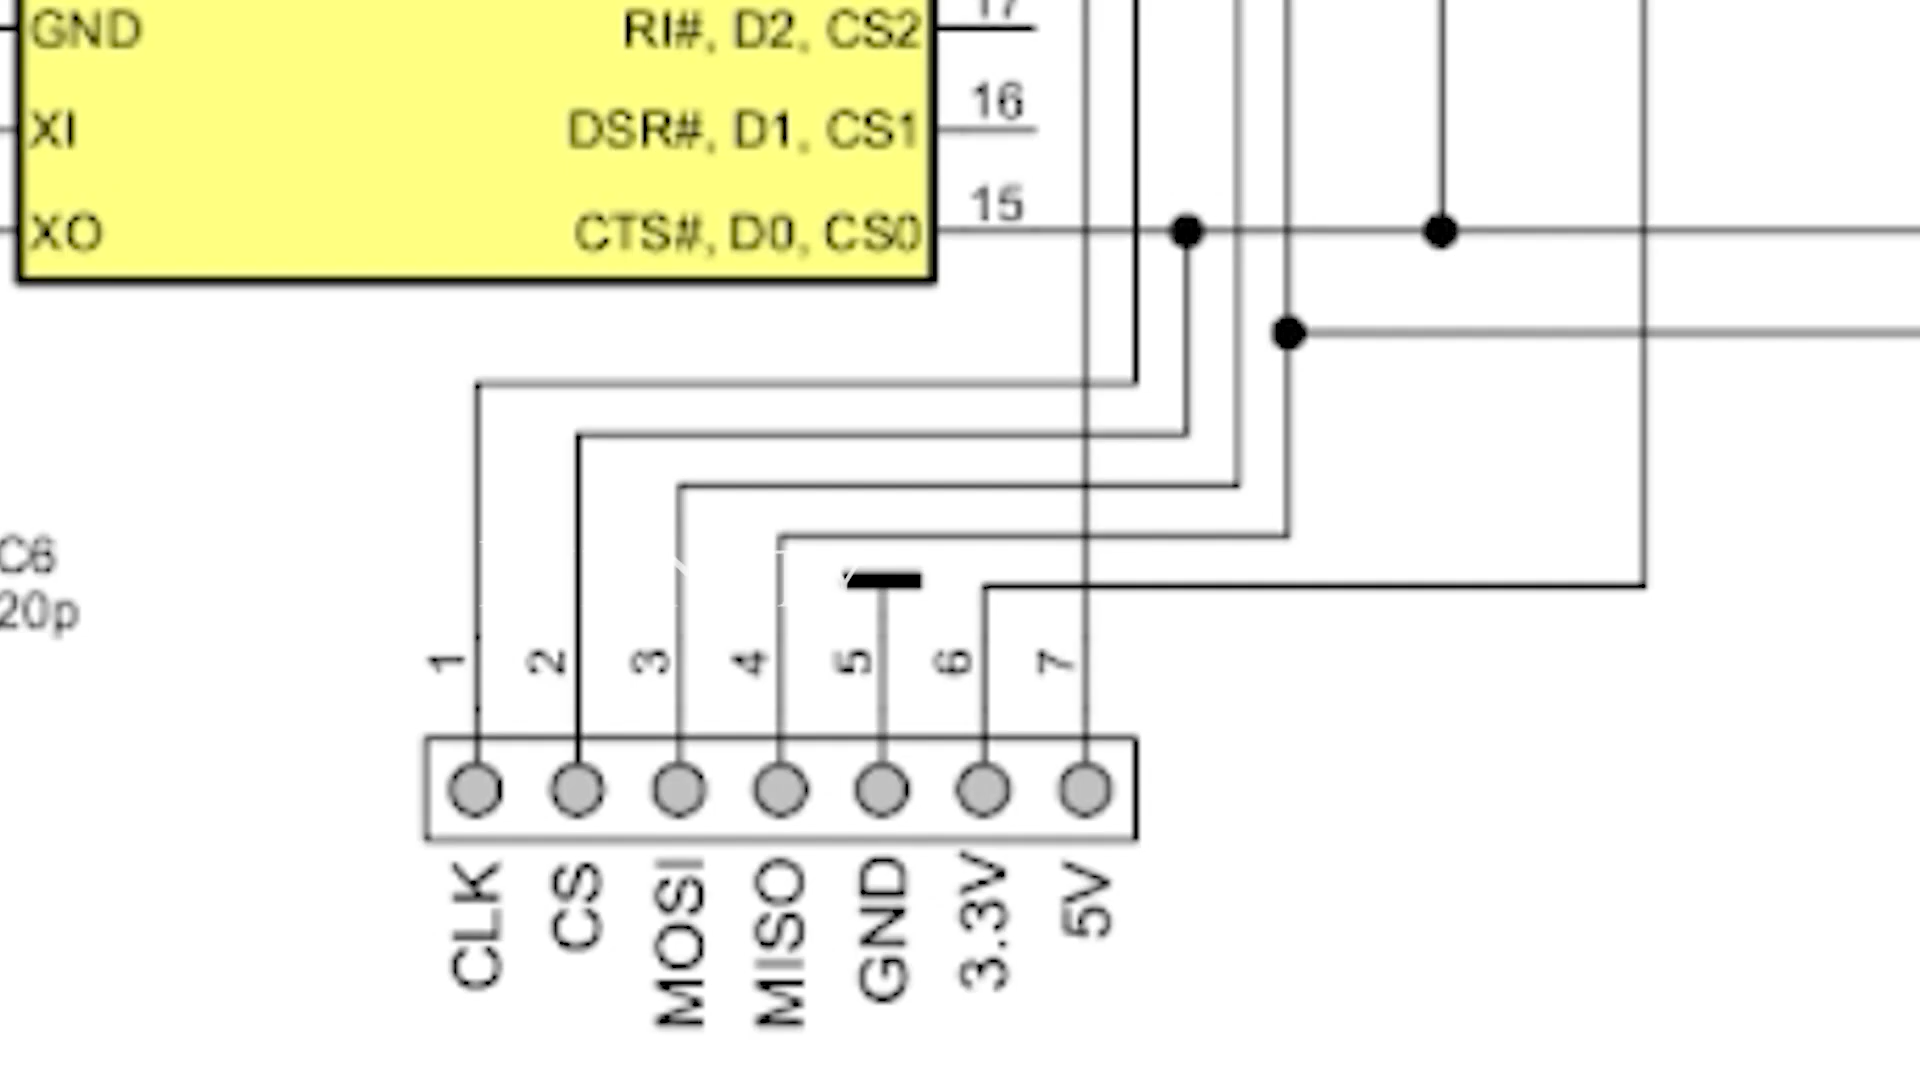 GND RI#, D2, CS2 17
XI DSR#, D1, CS1 16
XO CTS#, D0, CS0 15
C6
20p
1 2 3 4 5 6 7
CLK
CS
MOSI
MISO
GND
3.3V
5V